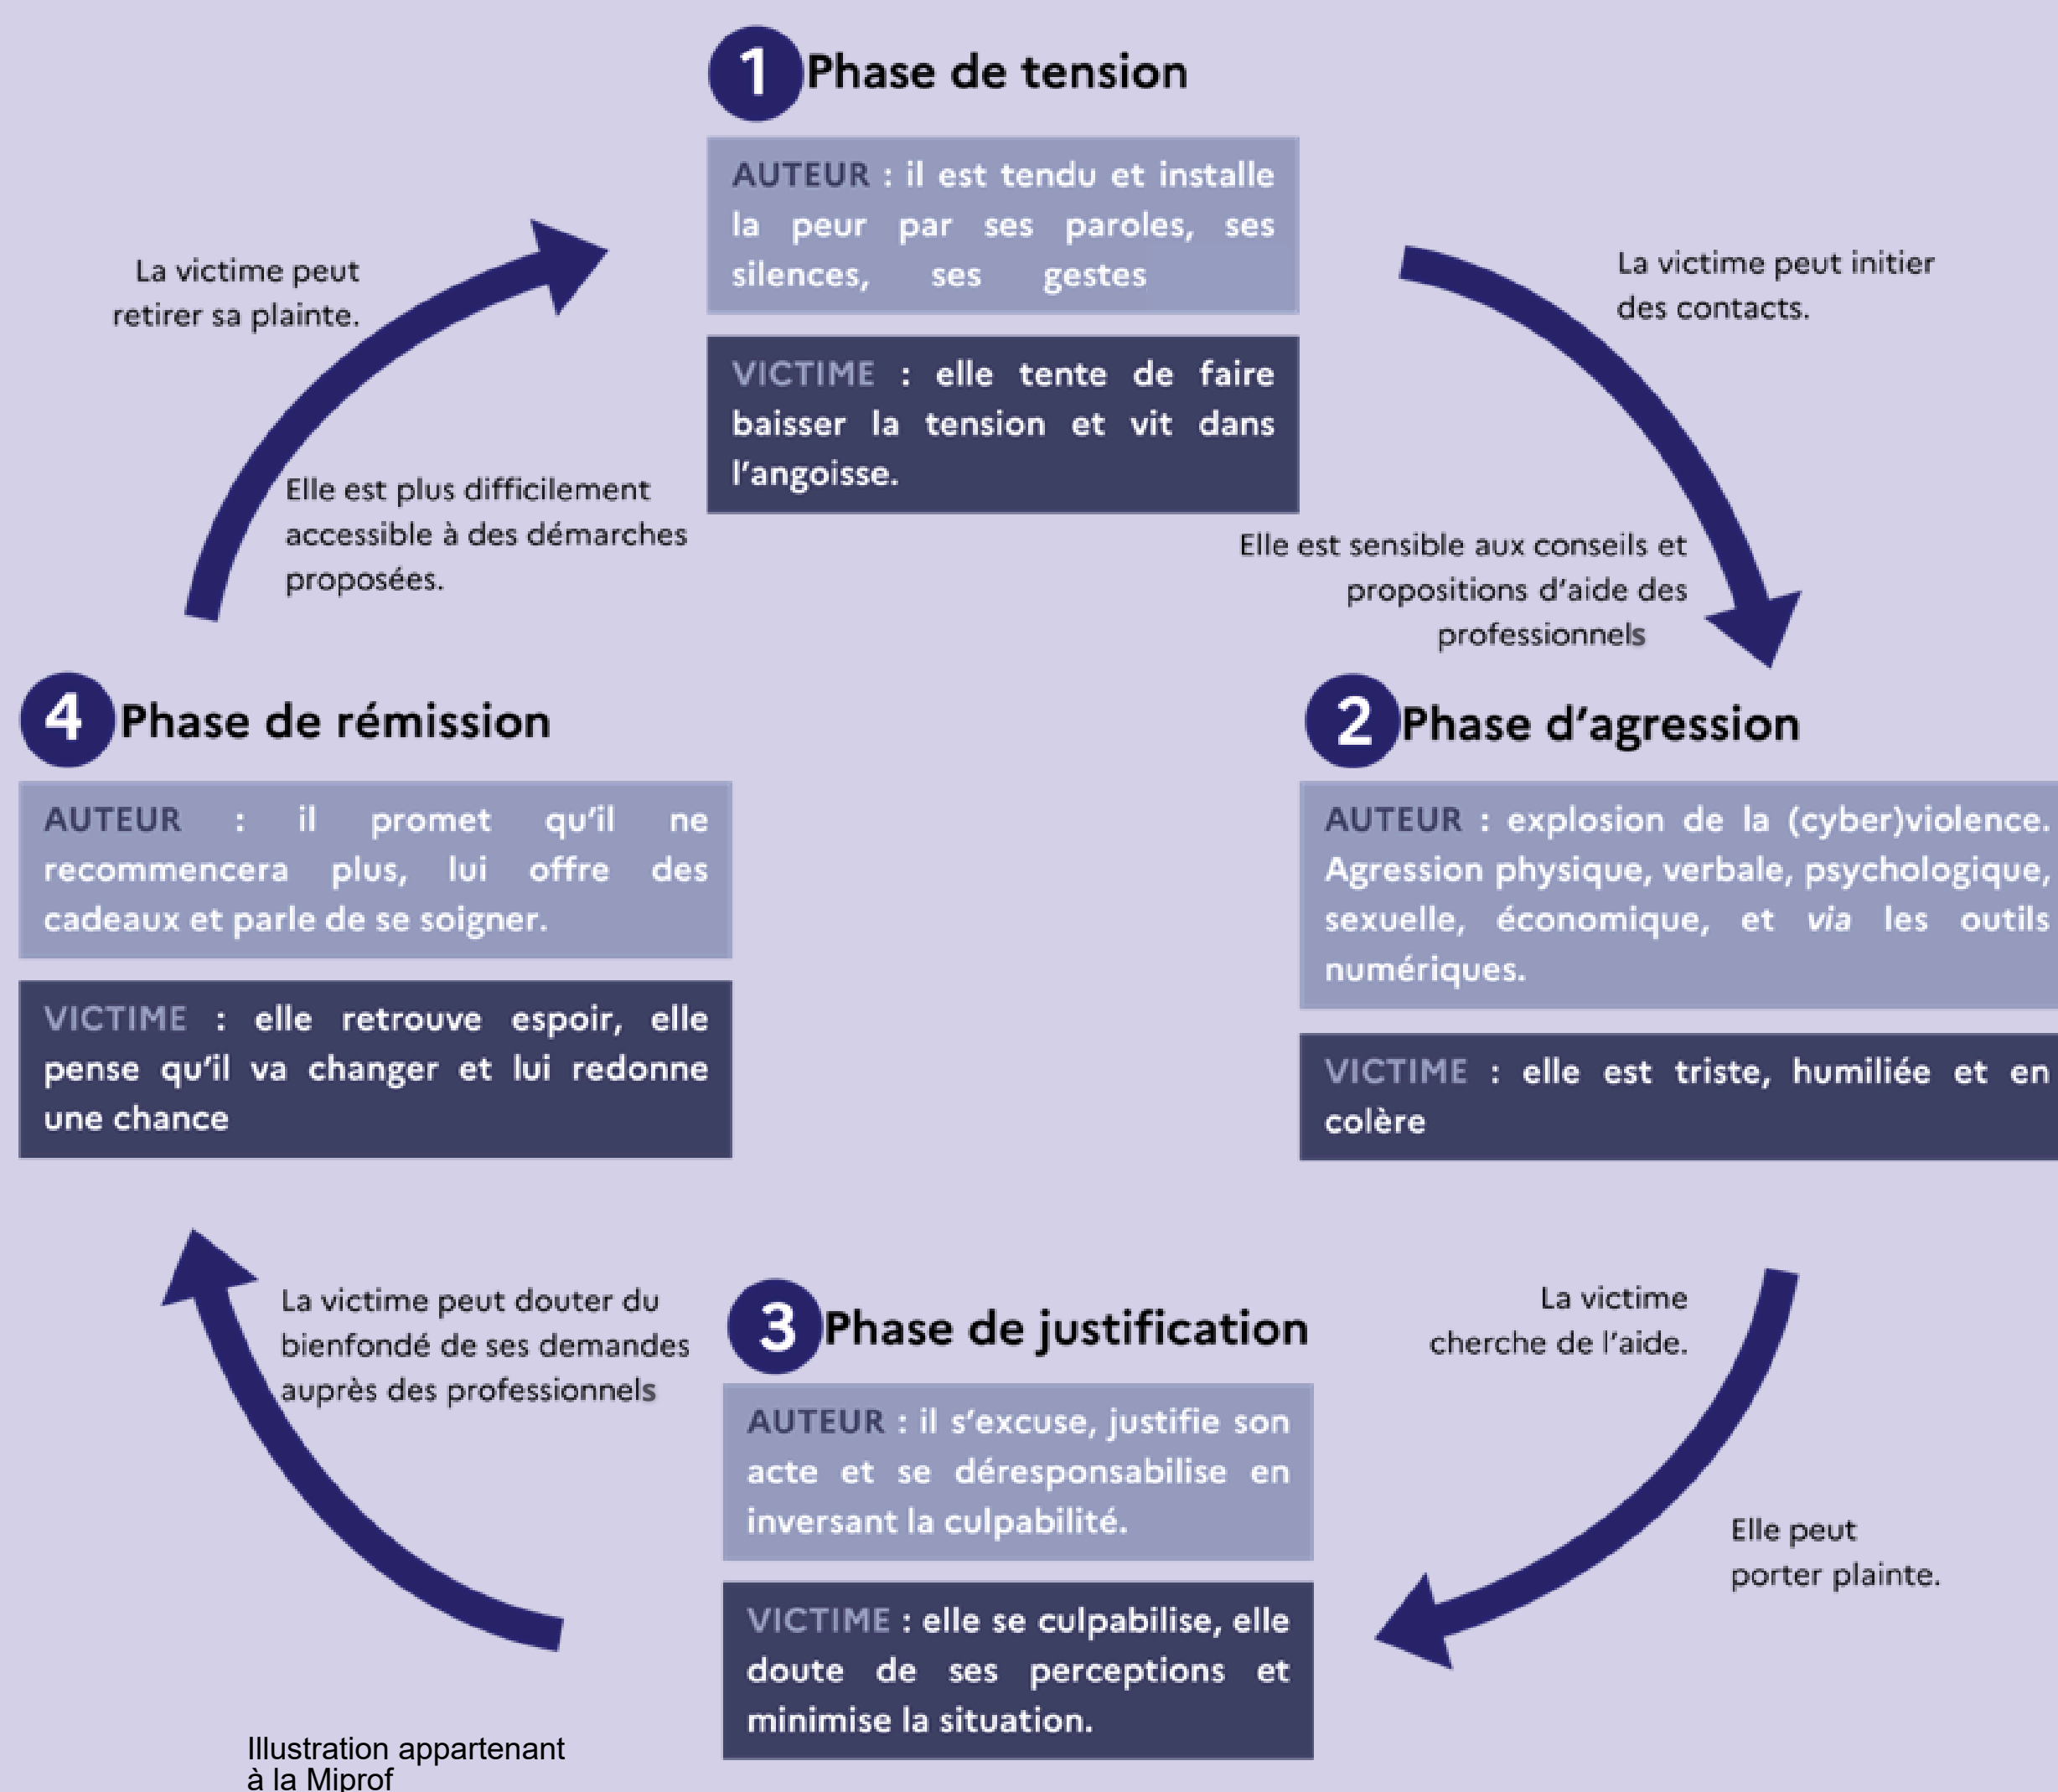 1 Phase de tension
AUTEUR : il est tendu et installe
la peur par ses paroles, ses
silences, ses gestes
VICTIME : elle tente de faire
baisser la tension et vit dans
l'angoisse.
La victime peut initier
des contacts.
Elle est sensible aux conseils et
propositions d'aide des
professionnels
2 Phase d'agression
AUTEUR : explosion de la (cyber)violence.
Agression physique, verbale, psychologique,
sexuelle, économique, et via les outils
numériques.
VICTIME : elle est triste, humiliée et en
colère
La victime
cherche de l'aide.
Elle peut
porter plainte.
3 Phase de justification
AUTEUR : il s'excuse, justifie son
acte et se déresponsabilise en
inversant la culpabilité.
VICTIME : elle se culpabilise, elle
doute de ses perceptions et
minimise la situation.
La victime peut douter du
bienfondé de ses demandes
auprès des professionnels
4 Phase de rémission
AUTEUR : il promet qu'il ne
recommencera plus, lui offre des
cadeaux et parle de se soigner.
VICTIME : elle retrouve espoir, elle
pense qu'il va changer et lui redonne
une chance
La victime peut
retirer sa plainte.
Elle est plus difficilement
accessible à des démarches
proposées.
Illustration appartenant
à la Miprof